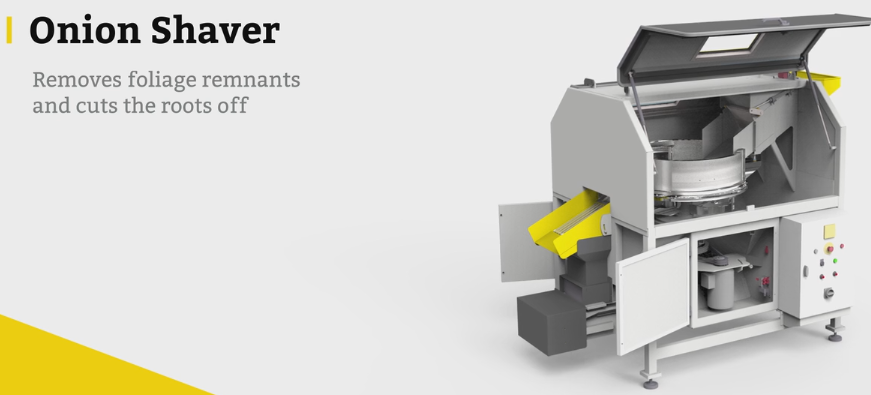 Onion Shaver
Removes foliage remnants
and cuts the roots off